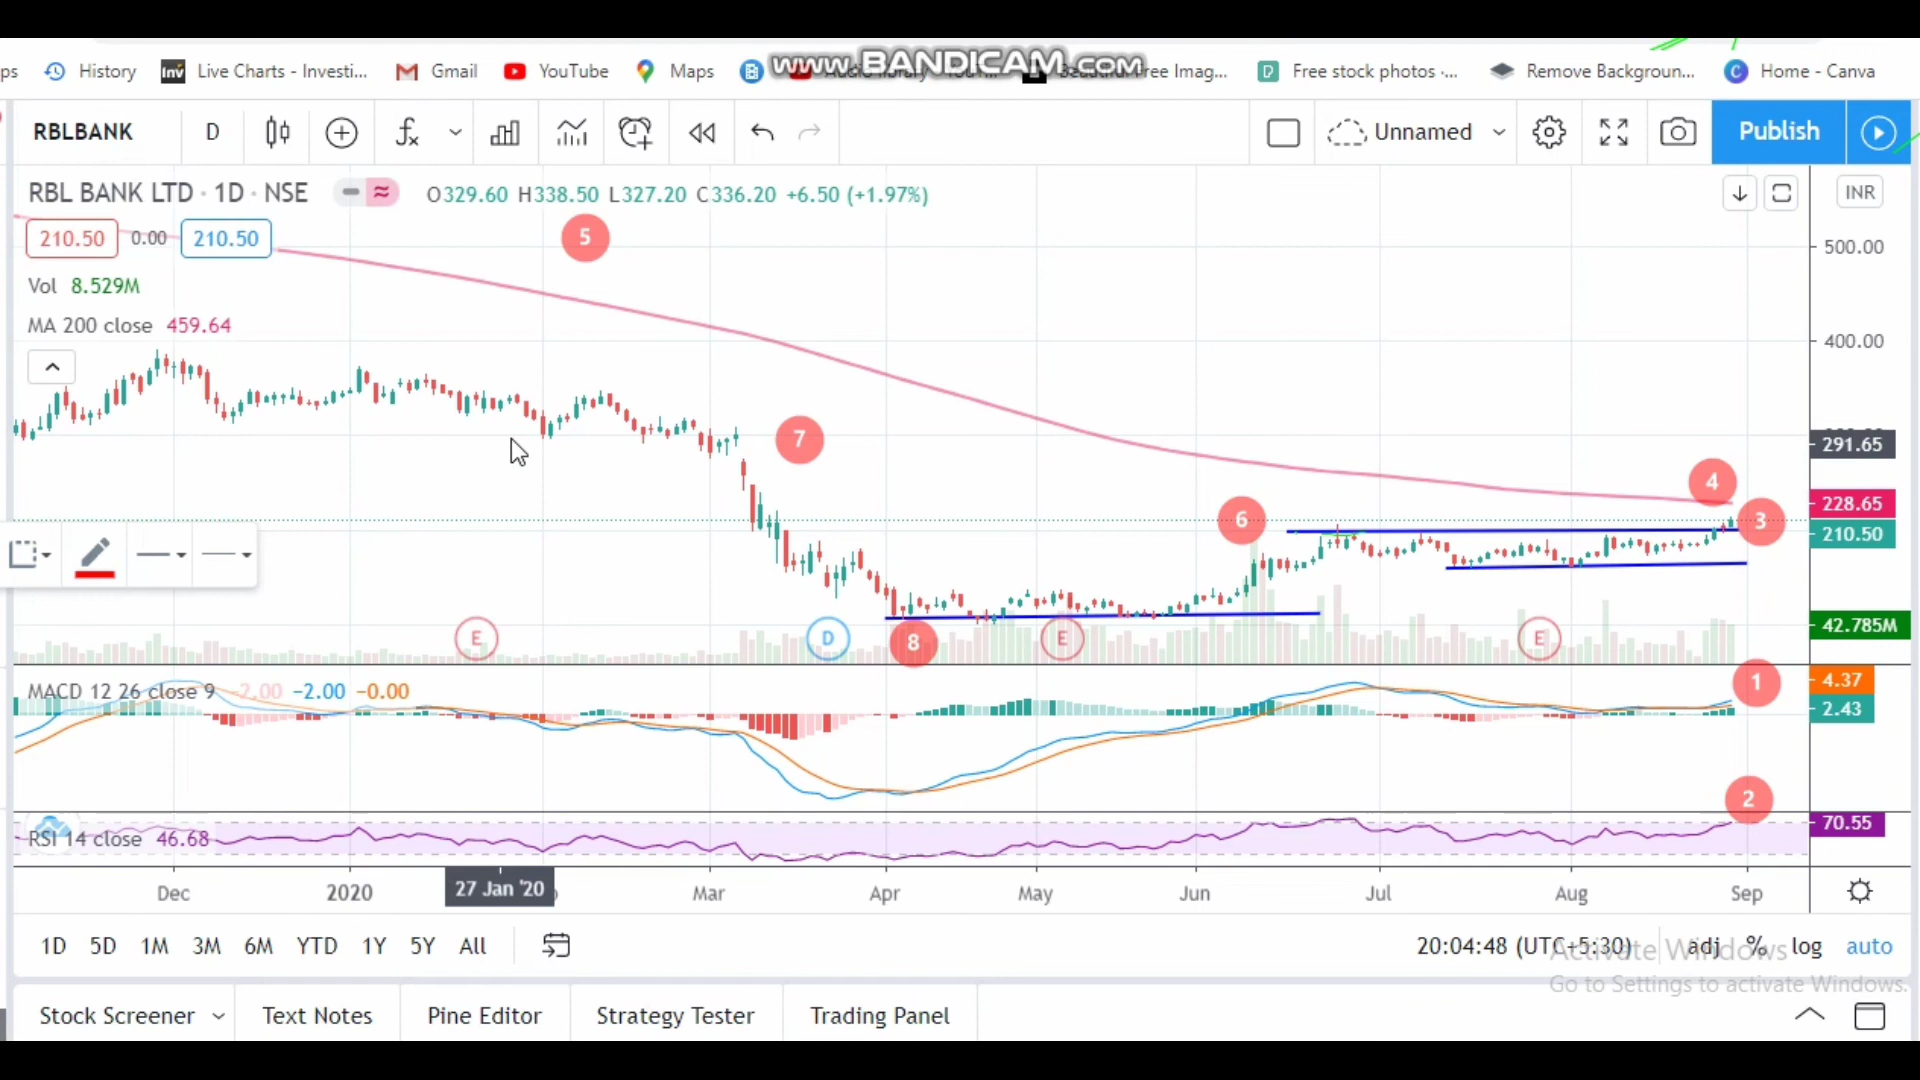 www.BANDICAM.com
ps History Inv Live Charts - Investi... Gmail YouTube Maps Free Imag... Free stock photos -... Remove Backgroun... C Home - Canva
RBLBANK D Unnamed Publish
RBL BANK LTD · 1D · NSE O329.60 H338.50 L327.20 C336.20 +6.50 (+1.97%) INR
210.50 0.00 210.50 5 500.00
Vol 8.529M
MA 200 close 459.64
400.00
7 291.65
4 228.65
6 3 210.50
E D 8 E E 42.785M
MACD 12 26 close 9 -2.00 -2.00 -0.00 1 4.37
2.43
2
RSI 14 close 46.68 70.55
Dec 2020 27 Jan '20 Mar Apr May Jun Jul Aug Sep
1D 5D 1M 3M 6M YTD 1Y 5Y All 20:04:48 (UTC+5:30) adj % log auto
Activate Windows
Go to Settings to activate Windows.
Stock Screener Text Notes Pine Editor Strategy Tester Trading Panel